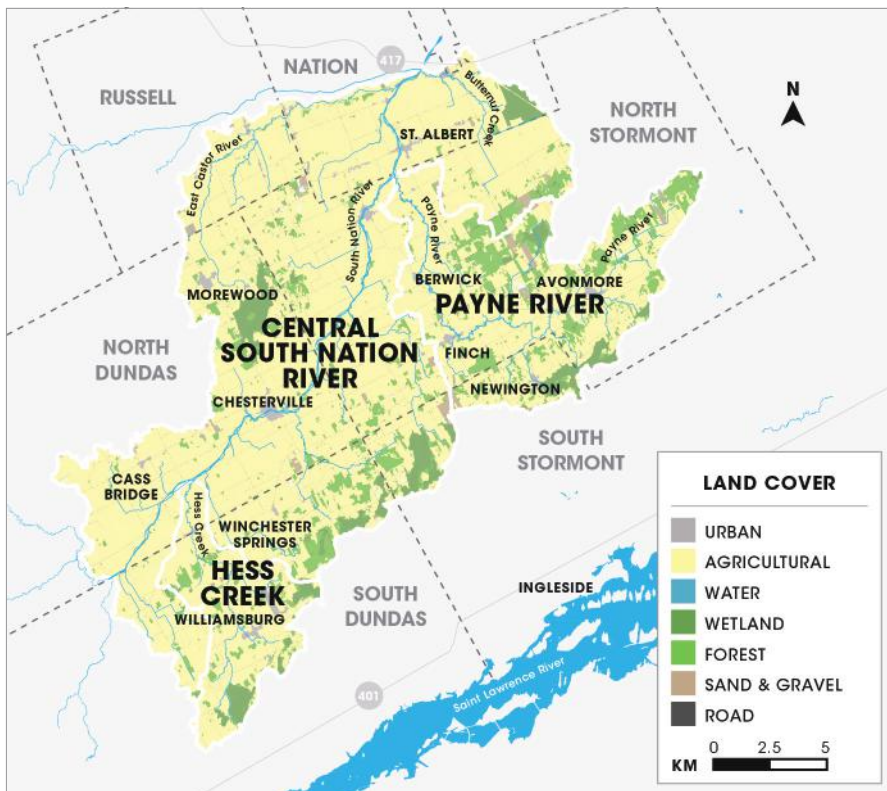 417
NATION
RUSSELL
Butternut Creek
N
NORTH
STORMONT
ST. ALBERT
East Castor River
South Nation River
Payne River
Payne River
BERWICK
AVONMORE
MOREWOOD
PAYNE RIVER
CENTRAL
SOUTH NATION
RIVER
NORTH
DUNDAS
FINCH
NEWINGTON
CHESTERVILLE
SOUTH
STORMONT
CASS
BRIDGE
Hess Creek
WINCHESTER
SPRINGS
HESS
CREEK
WILLIAMSBURG
SOUTH
DUNDAS
INGLESIDE
Saint Lawrence River
401
LAND COVER
URBAN
AGRICULTURAL
WATER
WETLAND
FOREST
SAND & GRAVEL
ROAD
0 2.5 5
KM